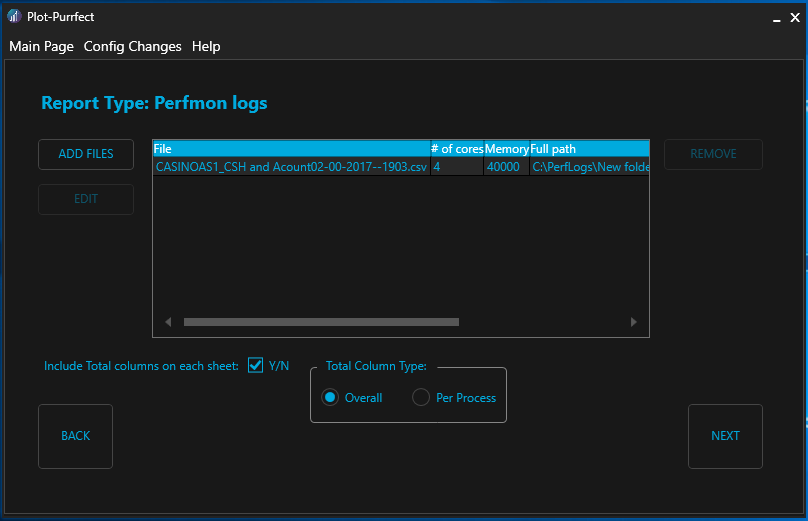 Plot-Purrfect
Main Page Config Changes Help
Report Type: Perfmon logs
ADD FILES
EDIT
File # of cores Memory Full path
CASINOAS1_CSH and Acount02-00-2017--1903.csv 4 40000 C:\PerfLogs\New folde
REMOVE
Include Total columns on each sheet: Y/N
Total Column Type:
Overall Per Process
BACK
NEXT